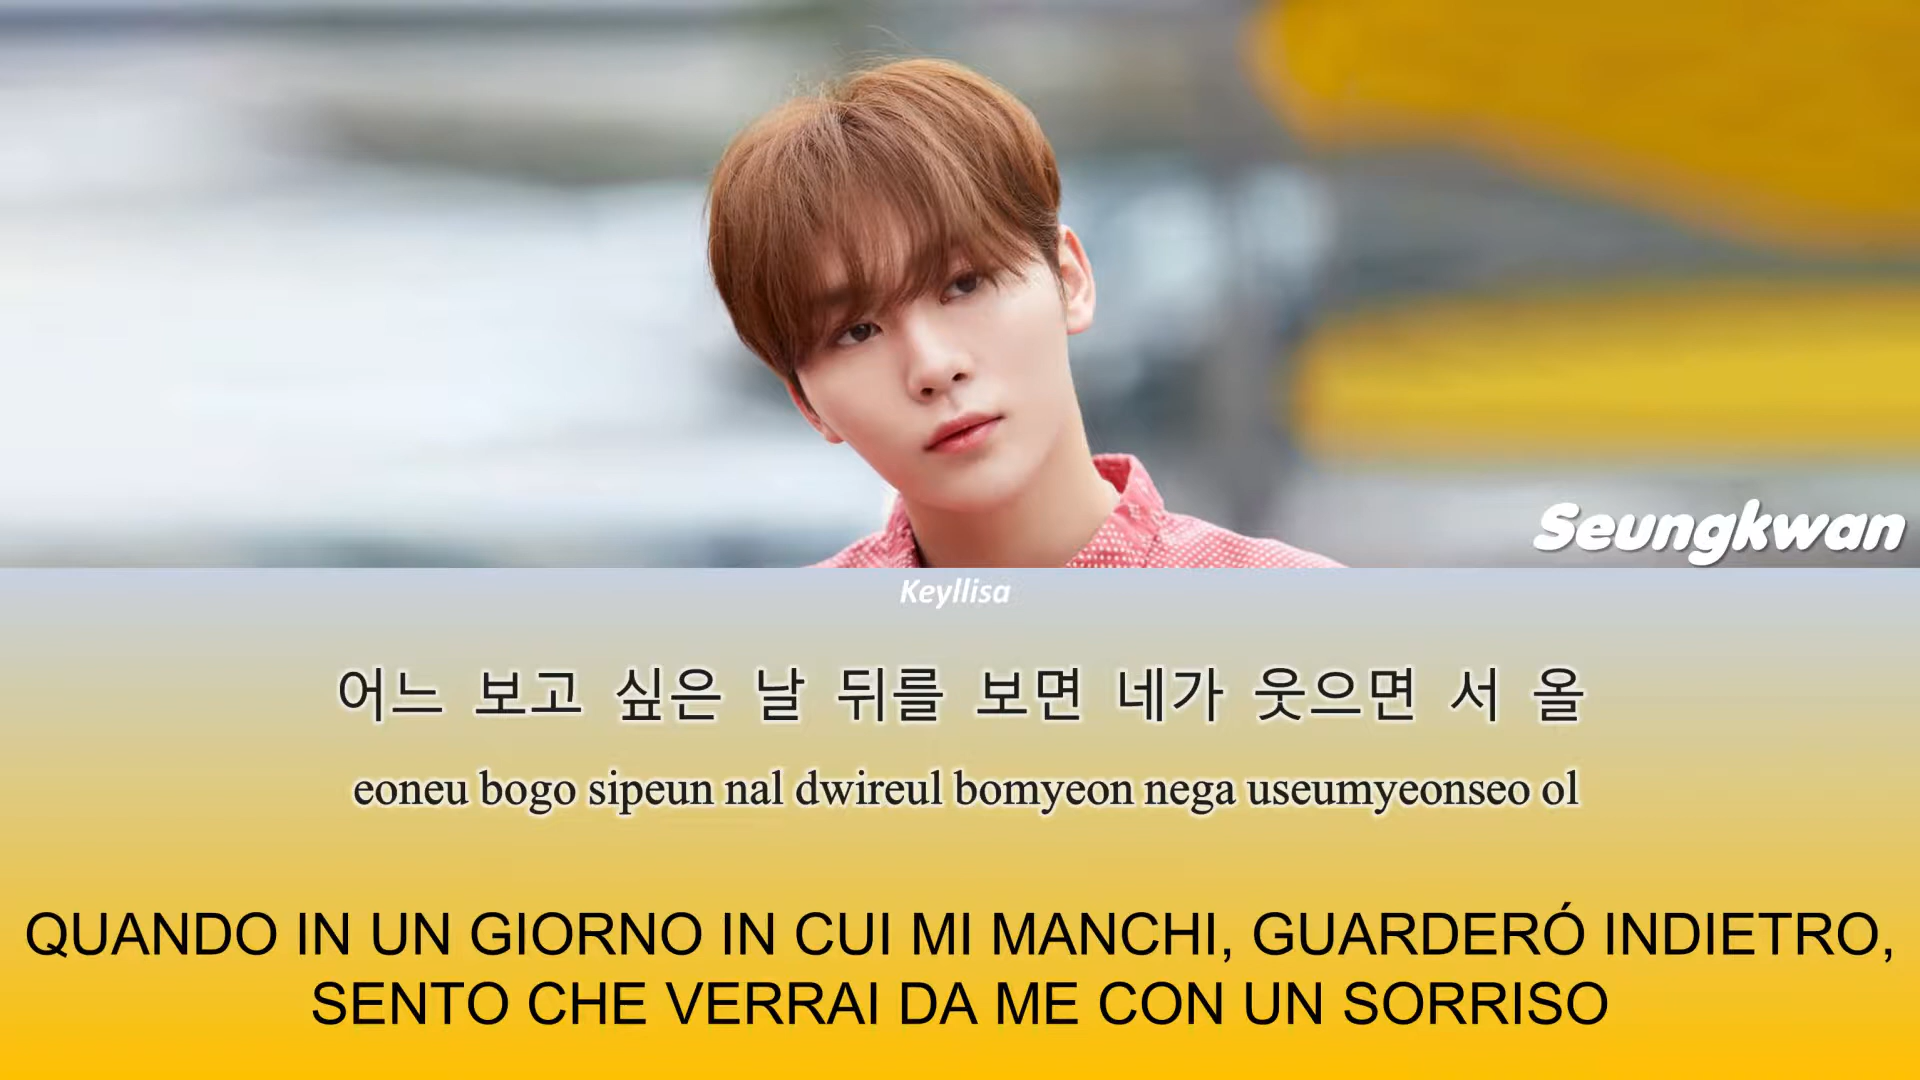 Seungkwan
Keyllisa
어느 보고 싶은 날 뒤를 보면 네가 웃으면 서 올
eoneu bogo sipeun nal dwireul bomyeon nega useumyeonseo ol
QUANDO IN UN GIORNO IN CUI MI MANCHI, GUARDERÓ INDIETRO,
SENTO CHE VERRAI DA ME CON UN SORRISO